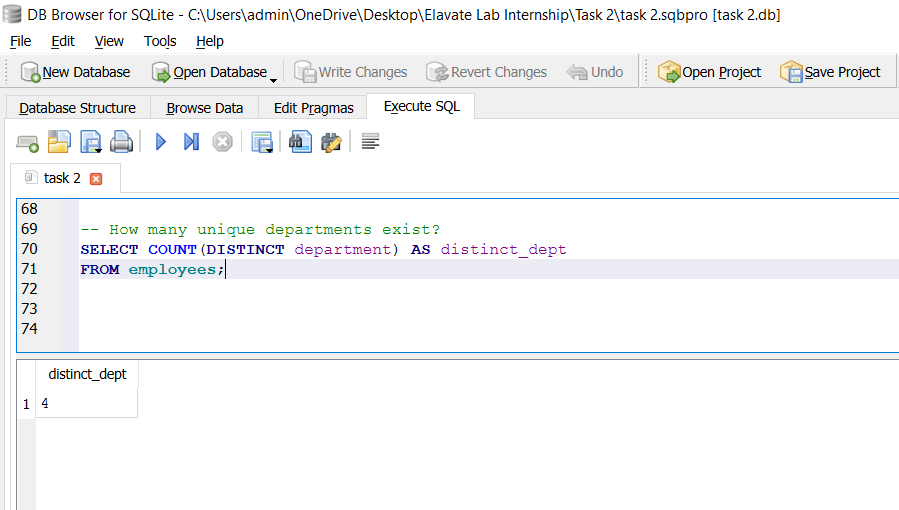 DB Browser for SQLite - C:\Users\admin\OneDrive\Desktop\Elavate Lab Internship\Task 2\task 2.sqbpro [task 2.db]
File Edit View Tools Help
New Database Open Database Write Changes Revert Changes Undo Open Project Save Project
Database Structure Browse Data Edit Pragmas Execute SQL
task 2
68
69 -- How many unique departments exist?
70 SELECT COUNT(DISTINCT department) AS distinct_dept
71 FROM employees;
72
73
74
distinct_dept
1 4